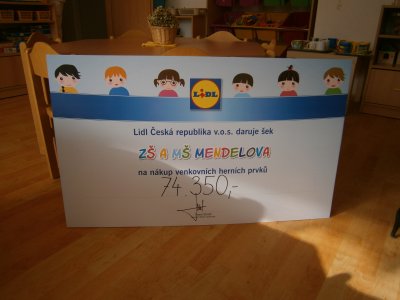 LIDL
Lidl Česká republika v.o.s. daruje šek
ZŠ A MŠ MENDELOVA
na nákup venkovních herních prvků
74.350,-